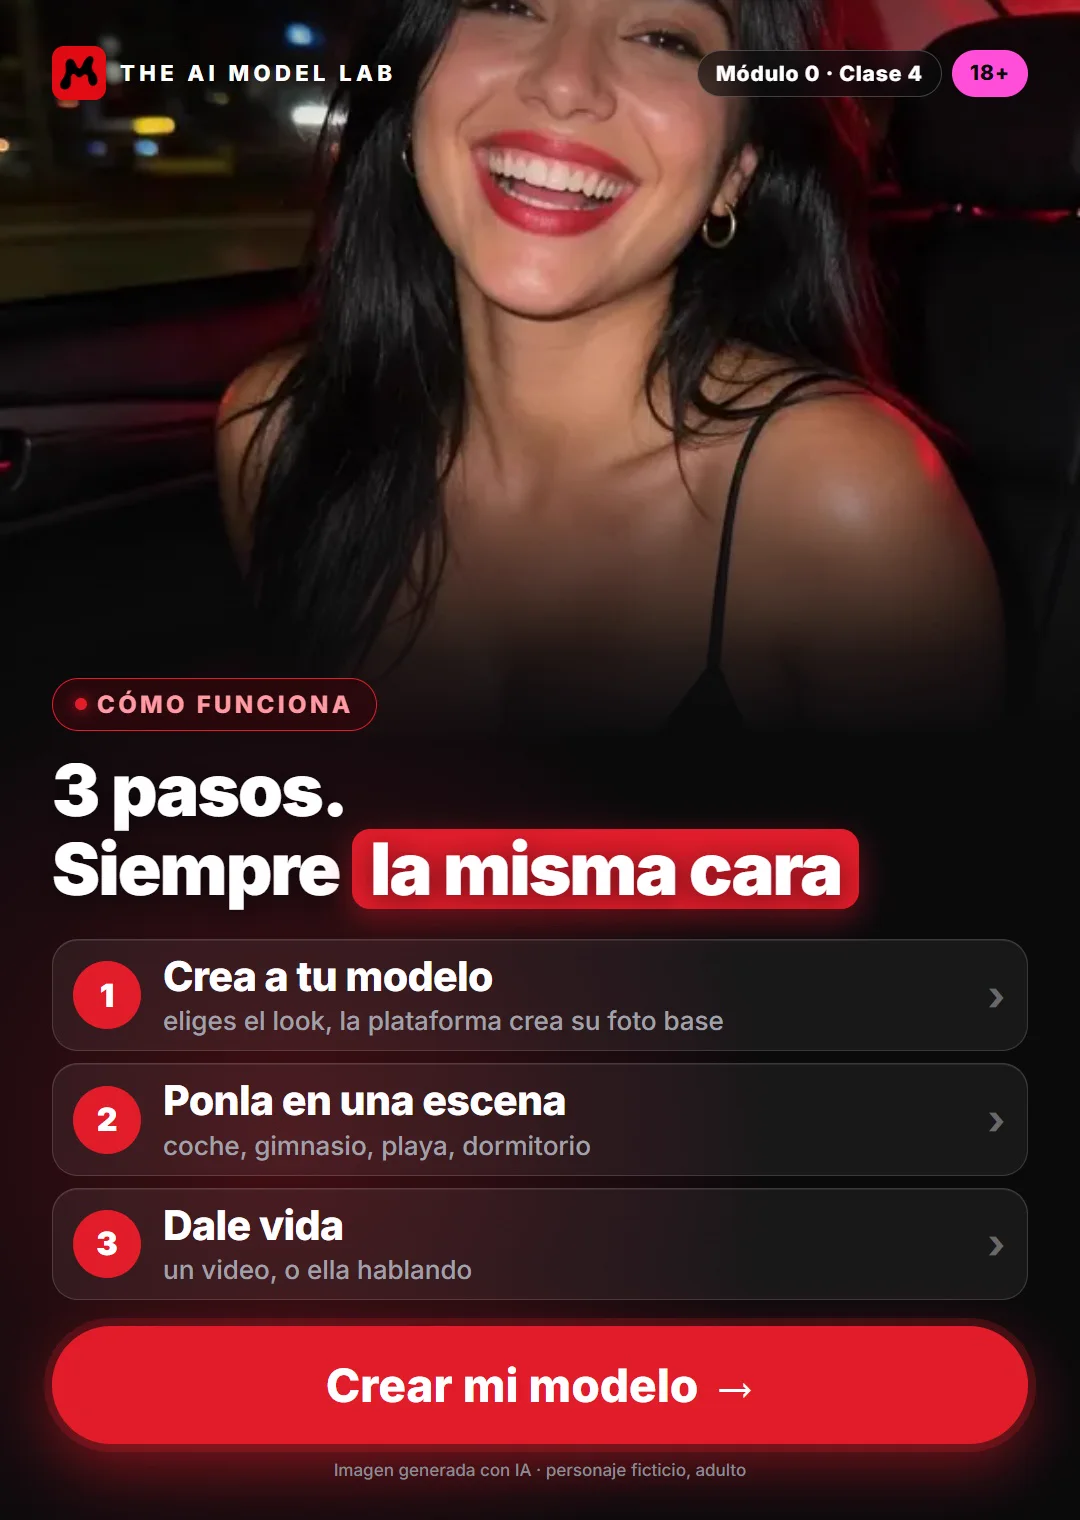 THE AI MODEL LAB
Módulo 0 · Clase 4
18+
CÓMO FUNCIONA
3 pasos.
Siempre la misma cara
1
Crea a tu modelo
eliges el look, la plataforma crea su foto base
›
2
Ponla en una escena
coche, gimnasio, playa, dormitorio
›
3
Dale vida
un video, o ella hablando
›
Crear mi modelo →
Imagen generada con IA · personaje ficticio, adulto